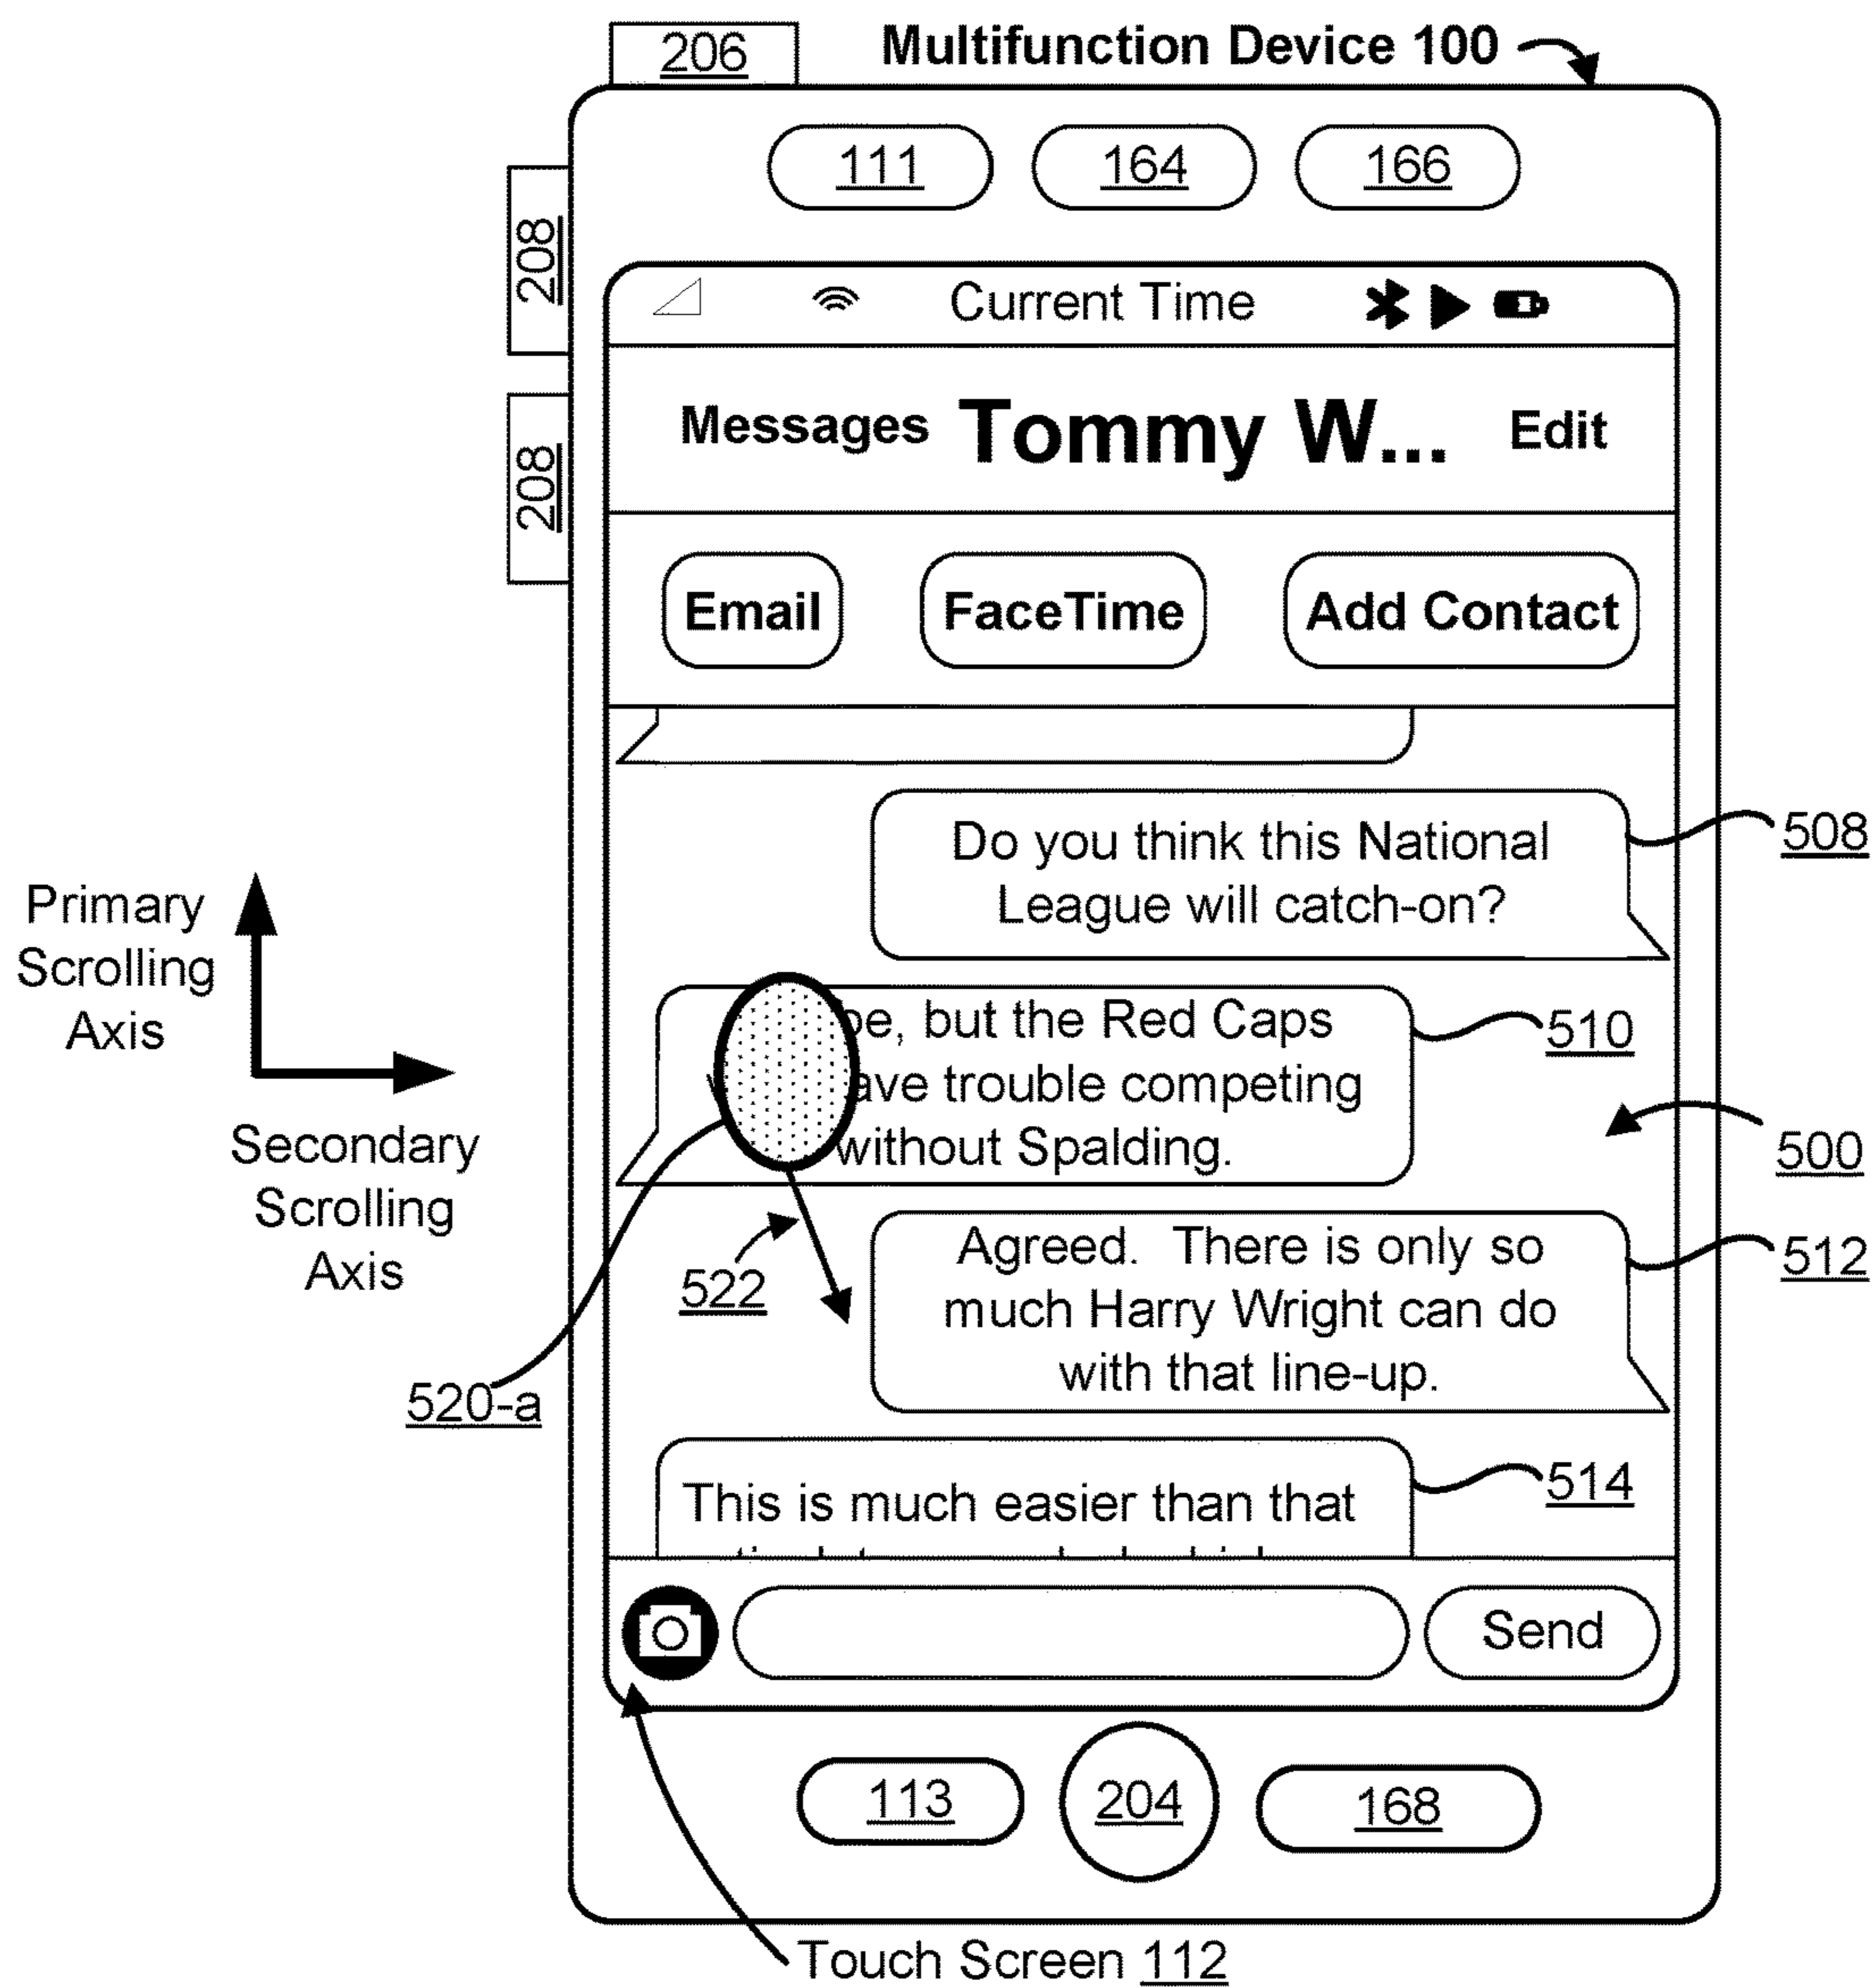 206
Multifunction Device 100
111
164
166
208
208
Current Time
Messages
Tommy W...
Edit
Email
FaceTime
Add Contact
Do you think this National
League will catch-on?
508
Primary
Scrolling
Axis
Secondary
Scrolling
Axis
be, but the Red Caps
ave trouble competing
without Spalding.
510
500
522
520-a
Agreed. There is only so
much Harry Wright can do
with that line-up.
512
This is much easier than that
514
Send
113
204
168
Touch Screen 112